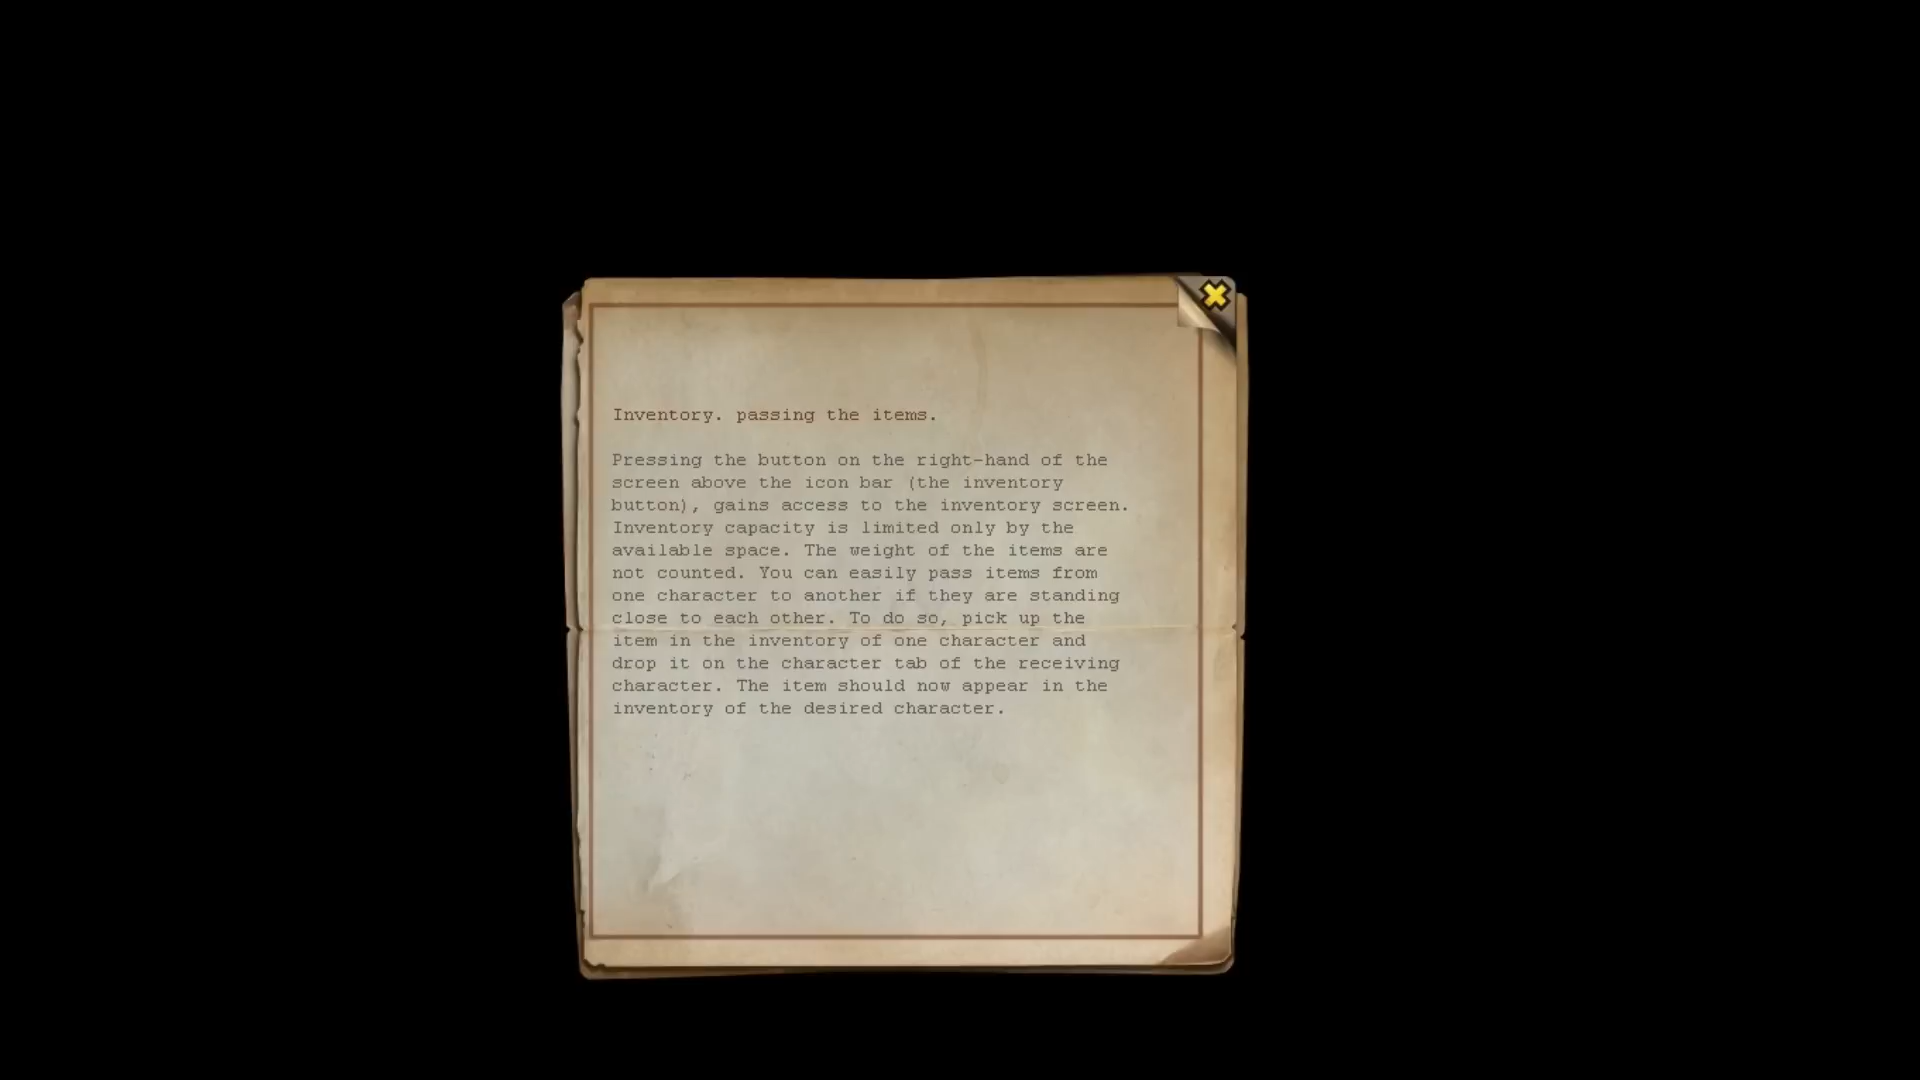 Inventory. passing the items.
Pressing the button on the right-hand of the
screen above the icon bar (the inventory
button), gains access to the inventory screen.
Inventory capacity is limited only by the
available space. The weight of the items are
not counted. You can easily pass items from
one character to another if they are standing
close to each other. To do so, pick up the
item in the inventory of one character and
drop it on the character tab of the receiving
character. The item should now appear in the
inventory of the desired character.